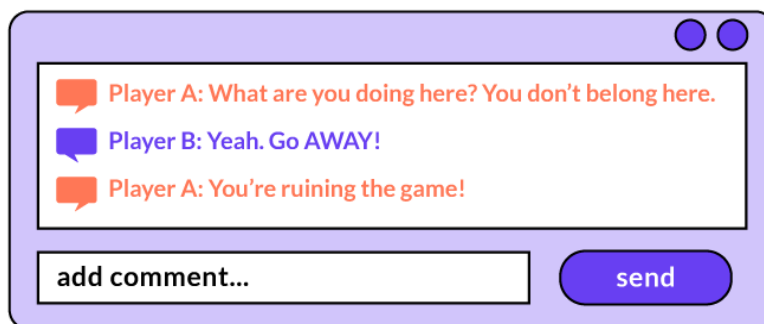 Player A: What are you doing here? You don’t belong here.
Player B: Yeah. Go AWAY!
Player A: You’re ruining the game!
add comment...
send